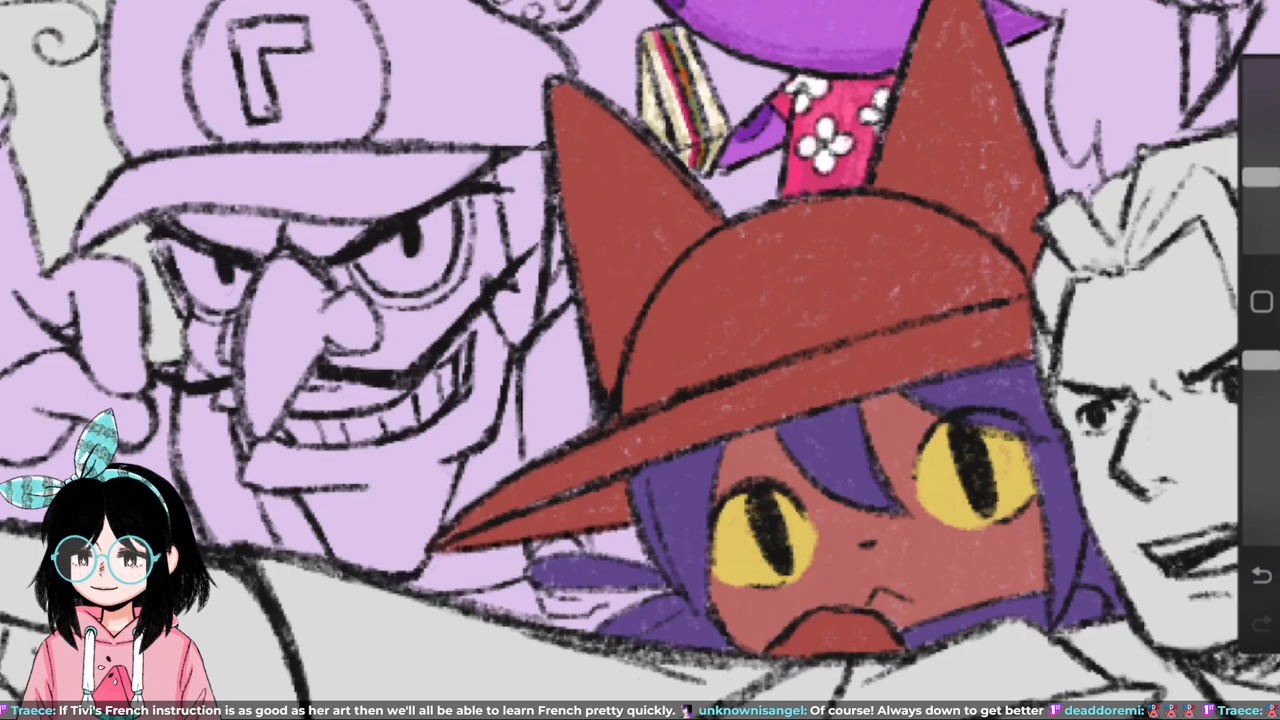 Γ
Traece: If Tivi's French instruction is as good as her art then we'll all be able to learn French pretty quickly. unknownisangel: Of course! Always down to get better deaddoremi: Traece: